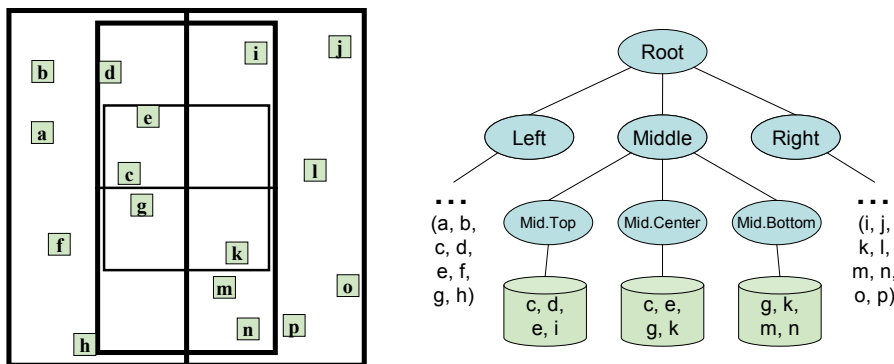 i
j
b
d
e
a
c
l
g
f
k
m
o
n
p
h
Root
Left
Middle
Right
...
(a, b,
c, d,
e, f,
g, h)
Mid.Top
Mid.Center
Mid.Bottom
...
(i, j,
k, l,
m, n,
o, p)
c, d,
e, i
c, e,
g, k
g, k,
m, n